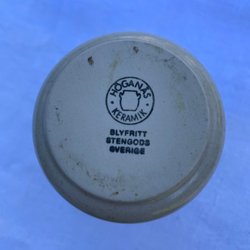 HÖGANÄS
KERAMIK
BLYFRITT
STENGODS
SVERIGE